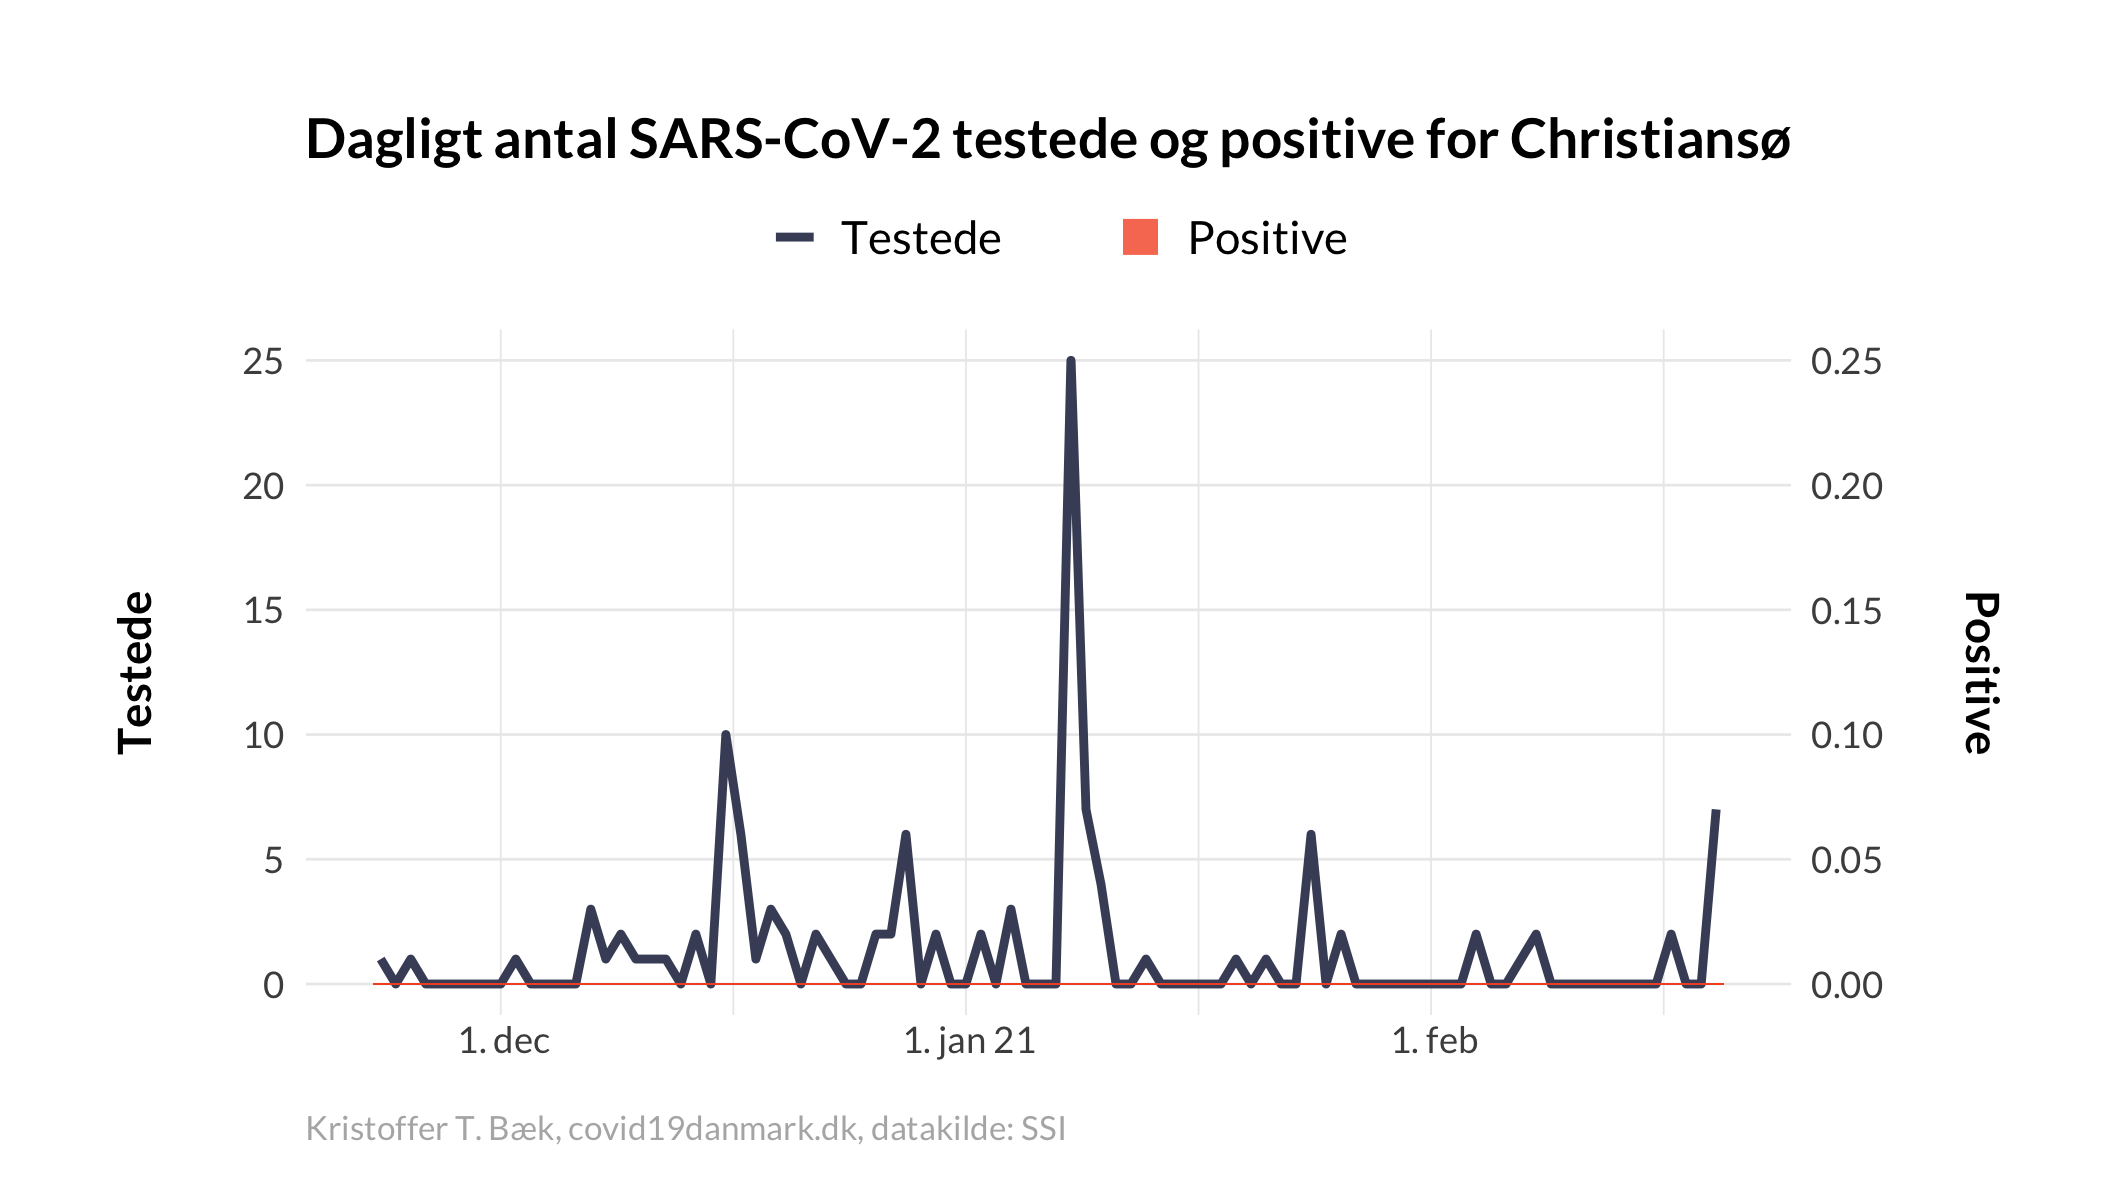 Dagligt antal SARS-CoV-2 testede og positive for Christiansø
Testede
Positive
25
20
15
10
5
0
Testede
0.25
0.20
0.15
0.10
0.05
0.00
Positive
1. dec
1. jan 21
1. feb
Kristoffer T. Bæk, covid19danmark.dk, datakilde: SSI